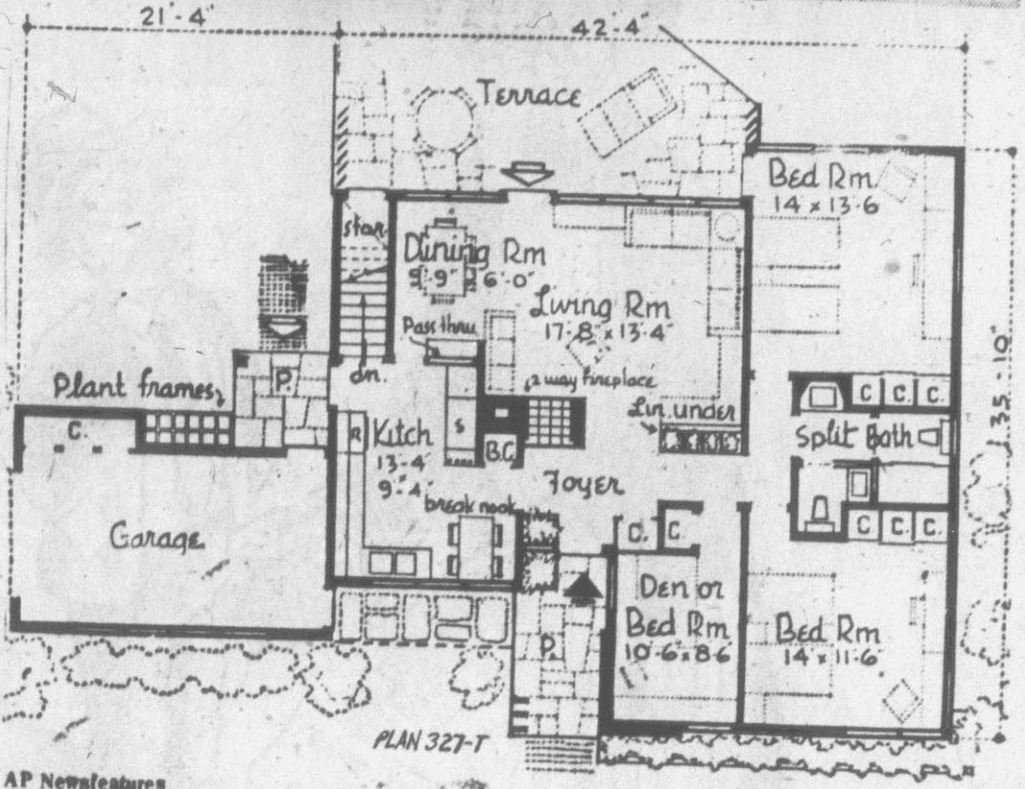 21'-4"
42'-4"
Terrace
Bed Rm
14 x 13.6
Dining Rm
9'-9" 6'-0"
Living Rm
17'-8" x 13'-4"
Pass thru
dn.
2 way fireplace
Plant frames
P.
Lin. under
C. C. C.
35'-10"
C.
R
Kitch
13'-4"
9'-4"
S
B.C.
Split Bath
Foyer
break nook
Garage
C. C.
C. C. C.
Den or
Bed Rm
10'-6 x 8'6
Bed Rm
14' x 11'-6
P.
PLAN 327-T
AP Newsfeatures